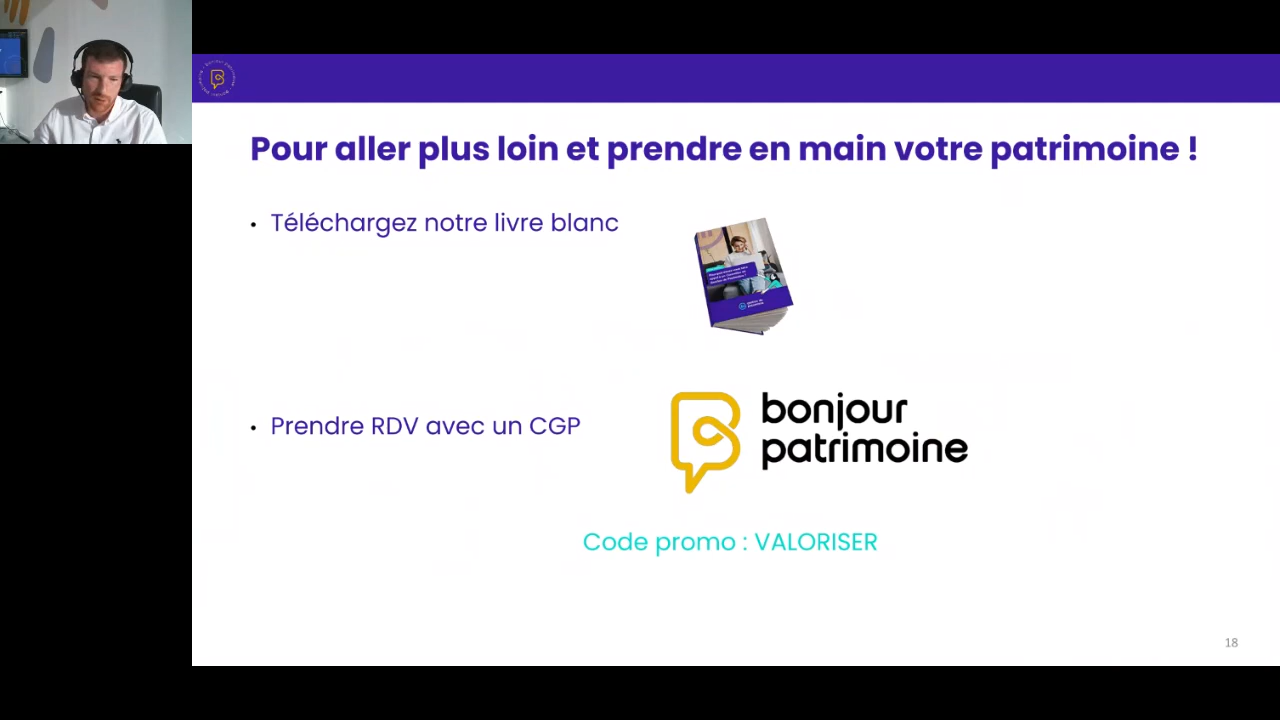 Pour aller plus loin et prendre en main votre patrimoine !
• Téléchargez notre livre blanc
• Prendre RDV avec un CGP
bonjour
patrimoine
Code promo : VALORISER
18